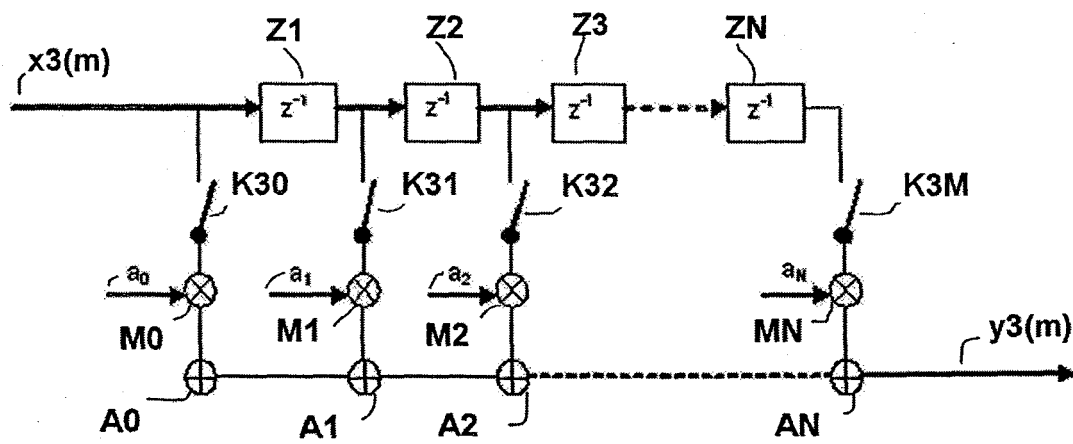 Z1 Z2 Z3 ZN
x3(m)
z⁻¹ z⁻¹ z⁻¹ z⁻¹
K30 K31 K32 K3M
a₀ a₁ a₂ a_N
M0 M1 M2 MN
y3(m)
A0 A1 A2 AN